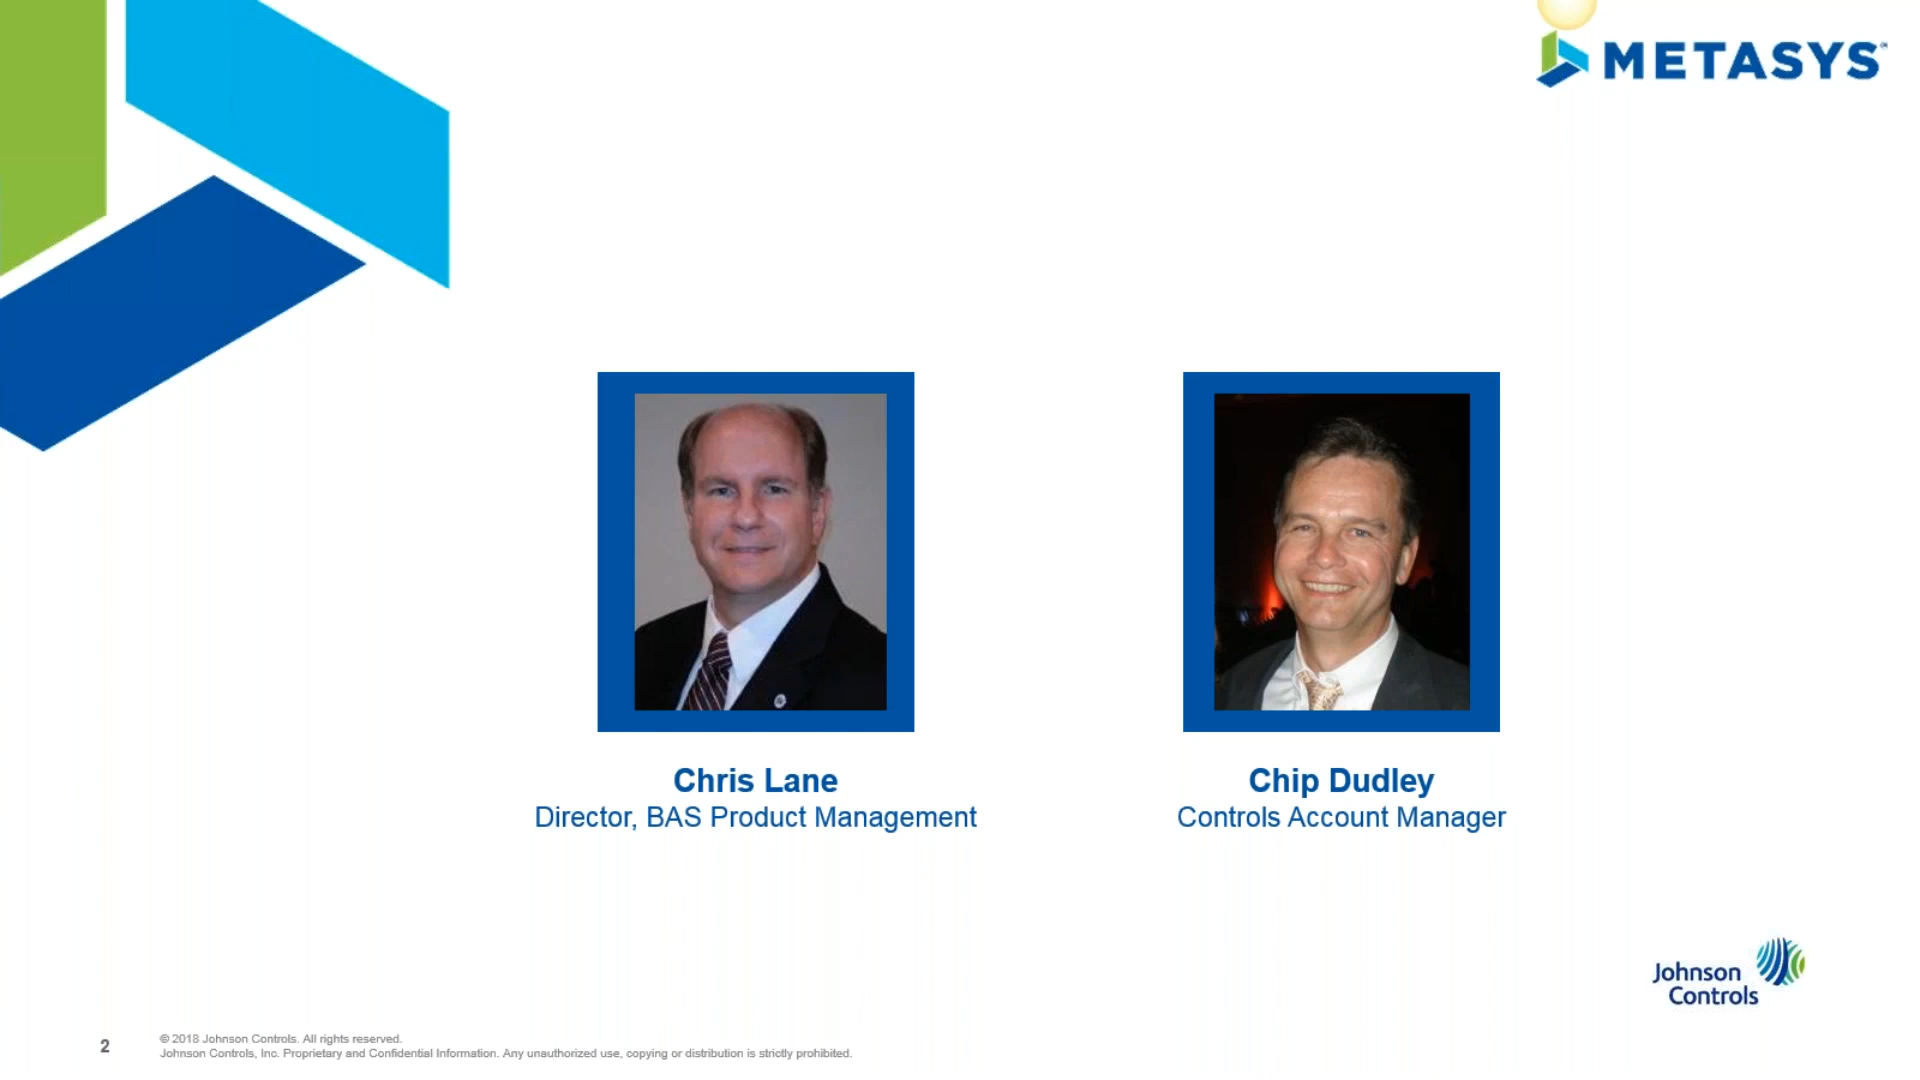 METASYS
Chris Lane
Director, BAS Product Management
Chip Dudley
Controls Account Manager
Johnson
Controls
2
© 2018 Johnson Controls. All rights reserved.
Johnson Controls, Inc. Proprietary and Confidential Information. Any unauthorized use, copying or distribution is strictly prohibited.